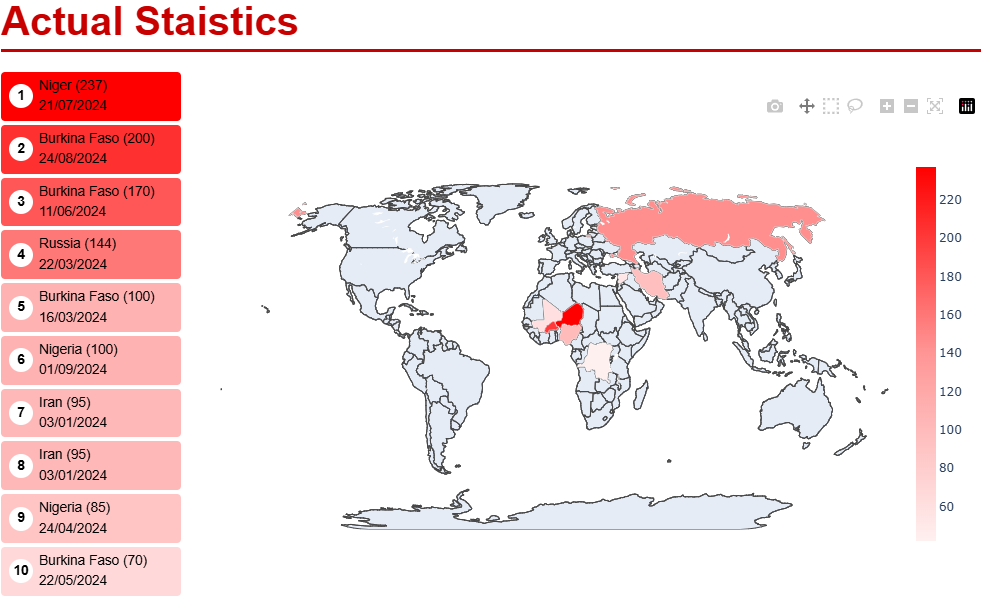 Actual Staistics
1
Niger (237)
21/07/2024
2
Burkina Faso (200)
24/08/2024
3
Burkina Faso (170)
11/06/2024
4
Russia (144)
22/03/2024
5
Burkina Faso (100)
16/03/2024
6
Nigeria (100)
01/09/2024
7
Iran (95)
03/01/2024
8
Iran (95)
03/01/2024
9
Nigeria (85)
24/04/2024
10
Burkina Faso (70)
22/05/2024
220
200
180
160
140
120
100
80
60